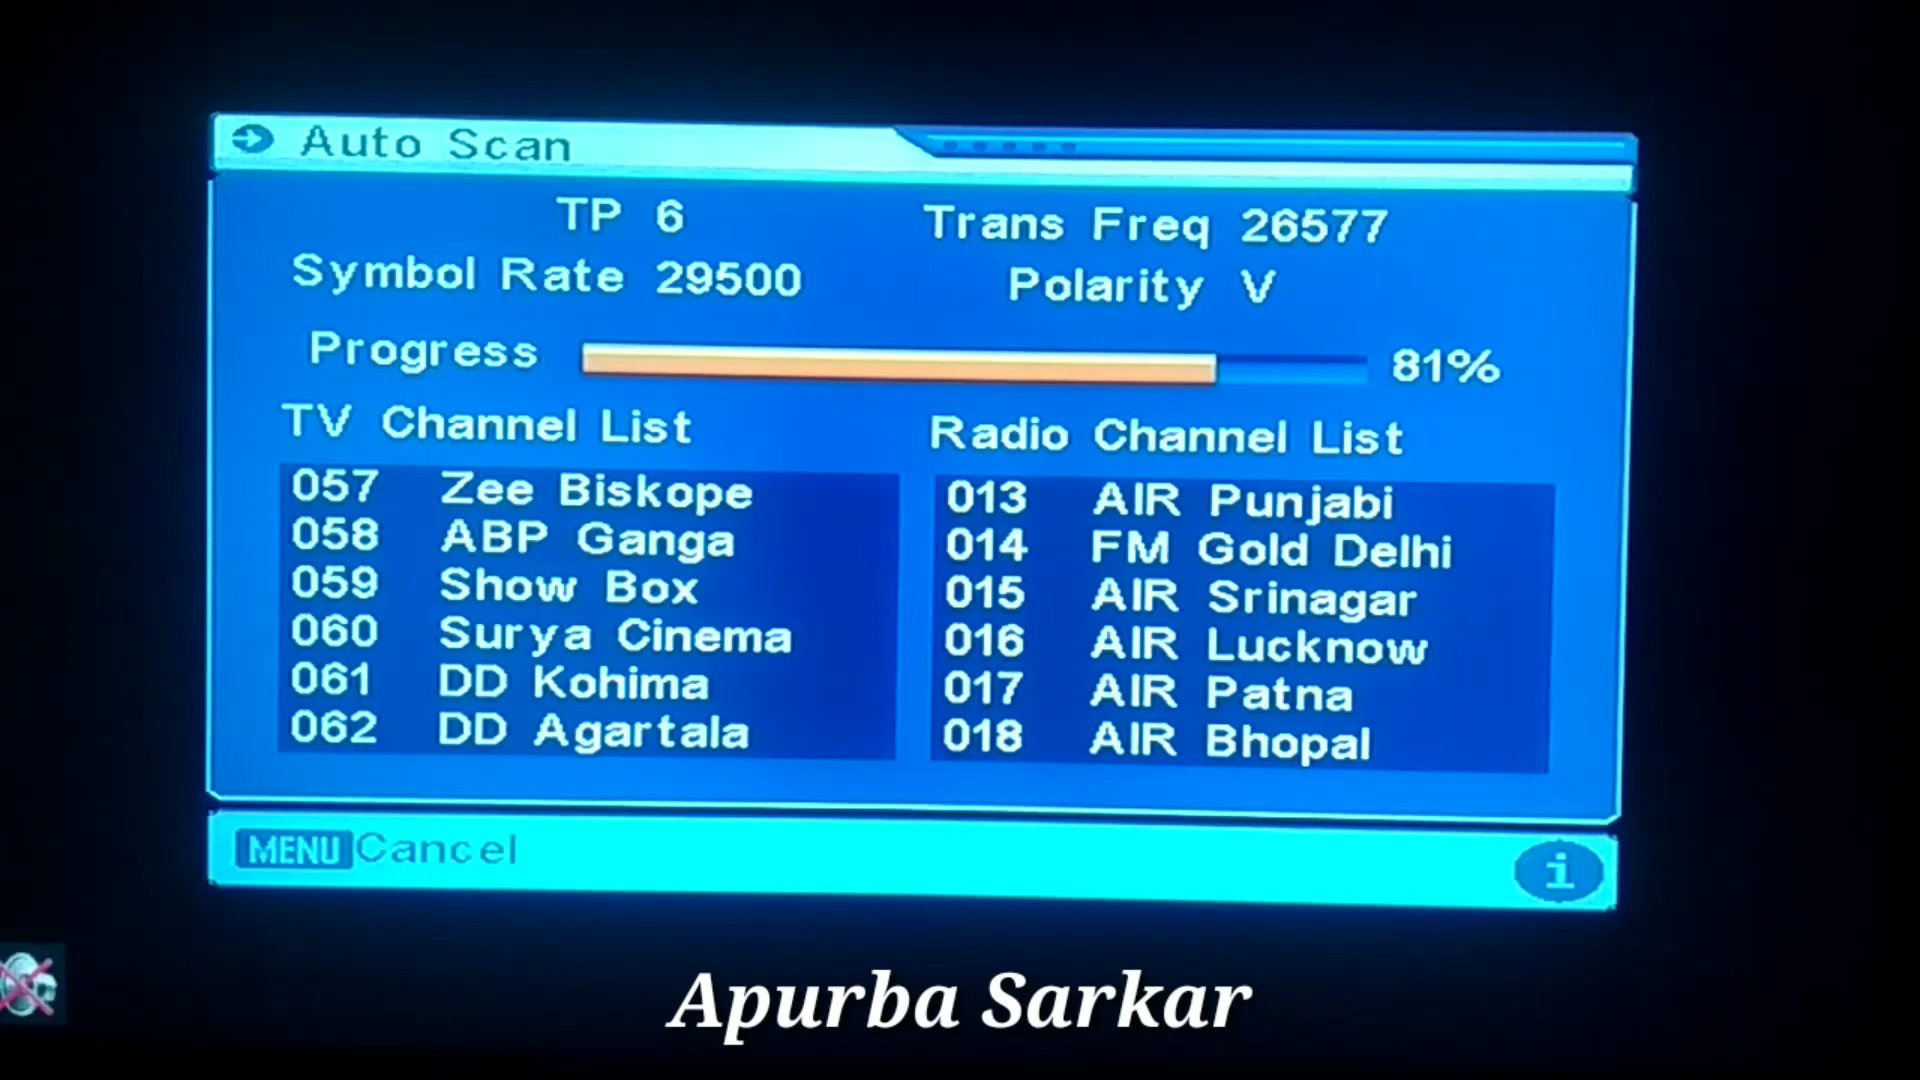 Auto Scan
TP 6 Trans Freq 26577
Symbol Rate 29500 Polarity V
Progress 81%
TV Channel List Radio Channel List
057 Zee Biskope 013 AIR Punjabi
058 ABP Ganga 014 FM Gold Delhi
059 Show Box 015 AIR Srinagar
060 Surya Cinema 016 AIR Lucknow
061 DD Kohima 017 AIR Patna
062 DD Agartala 018 AIR Bhopal
MENU Cancel i
Apurba Sarkar